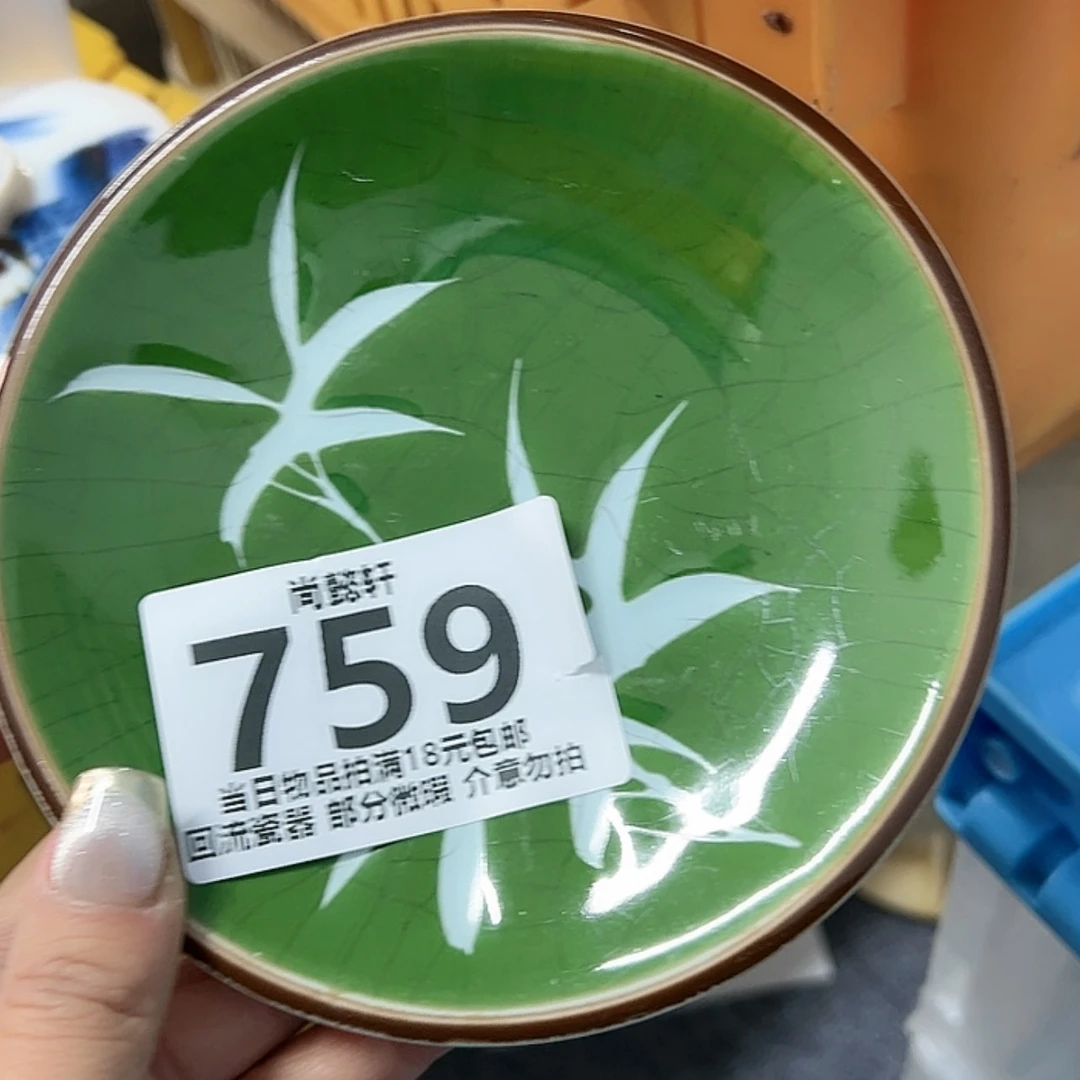 尚懿轩
759
当日物品拍满18元包邮
回流瓷器 部分微瑕 介意勿拍